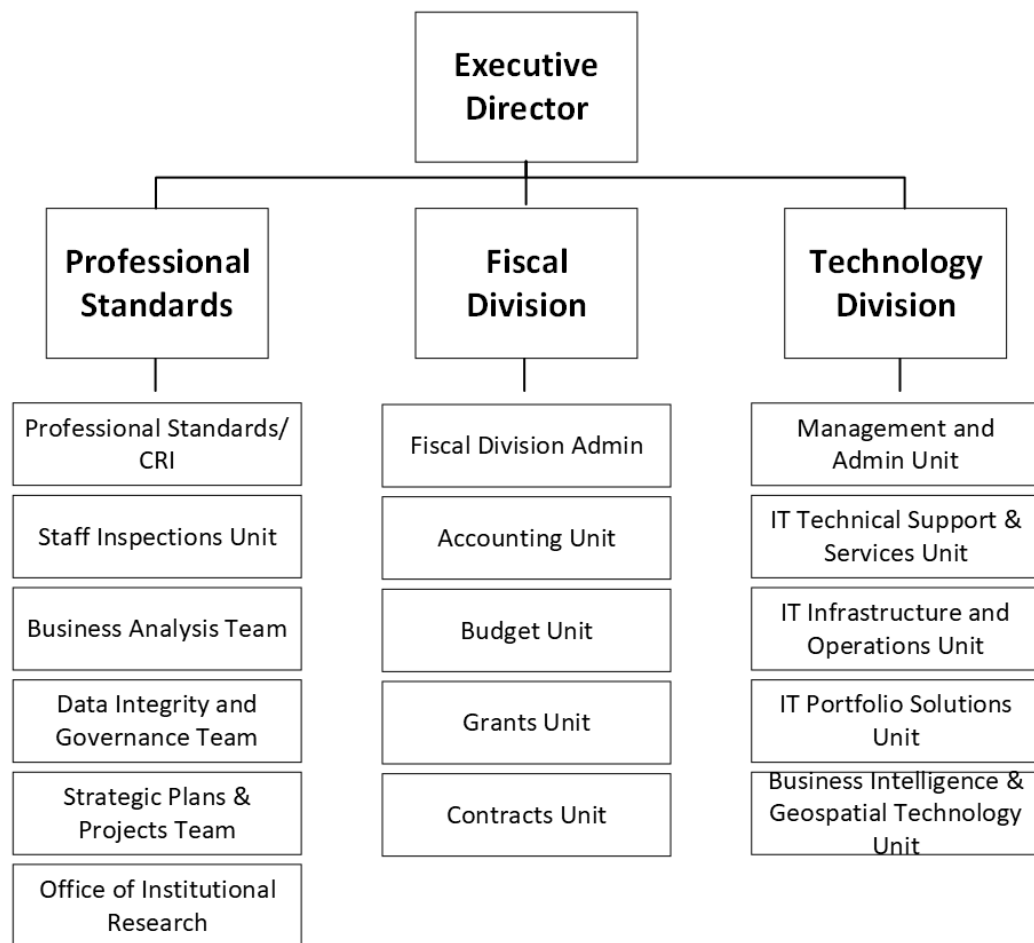 Executive
Director
Professional
Standards
Fiscal
Division
Technology
Division
Professional Standards/
CRI
Staff Inspections Unit
Business Analysis Team
Data Integrity and
Governance Team
Strategic Plans &
Projects Team
Office of Institutional
Research
Fiscal Division Admin
Accounting Unit
Budget Unit
Grants Unit
Contracts Unit
Management and
Admin Unit
IT Technical Support &
Services Unit
IT Infrastructure and
Operations Unit
IT Portfolio Solutions
Unit
Business Intelligence &
Geospatial Technology
Unit